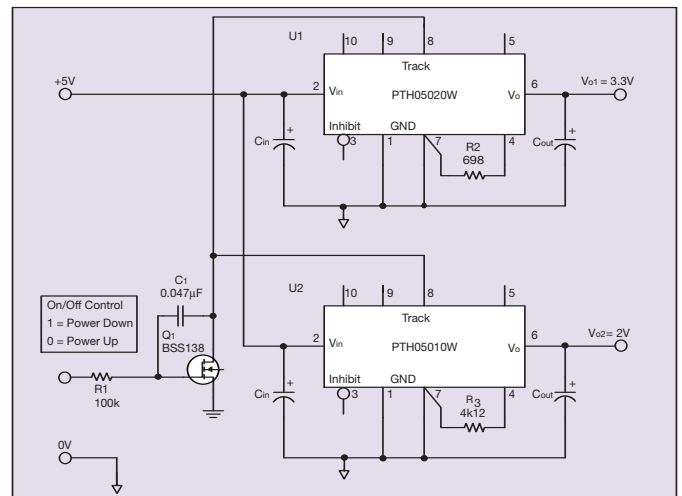 U1
10
9
8
5
Track
+5V
2
Vin
PTH05020W
Vo
6
Vo1 = 3.3V
Inhibit
GND
3
1
7
4
R2
698
Cin
+
Cout
+
C1
0.047µF
U2
10
9
8
5
Track
On/Off Control
1 = Power Down
0 = Power Up
Q1
BSS138
2
Vin
PTH05010W
Vo
6
Vo2= 2V
Inhibit
GND
3
1
7
4
R3
4k12
Cin
+
Cout
+
R1
100k
0V